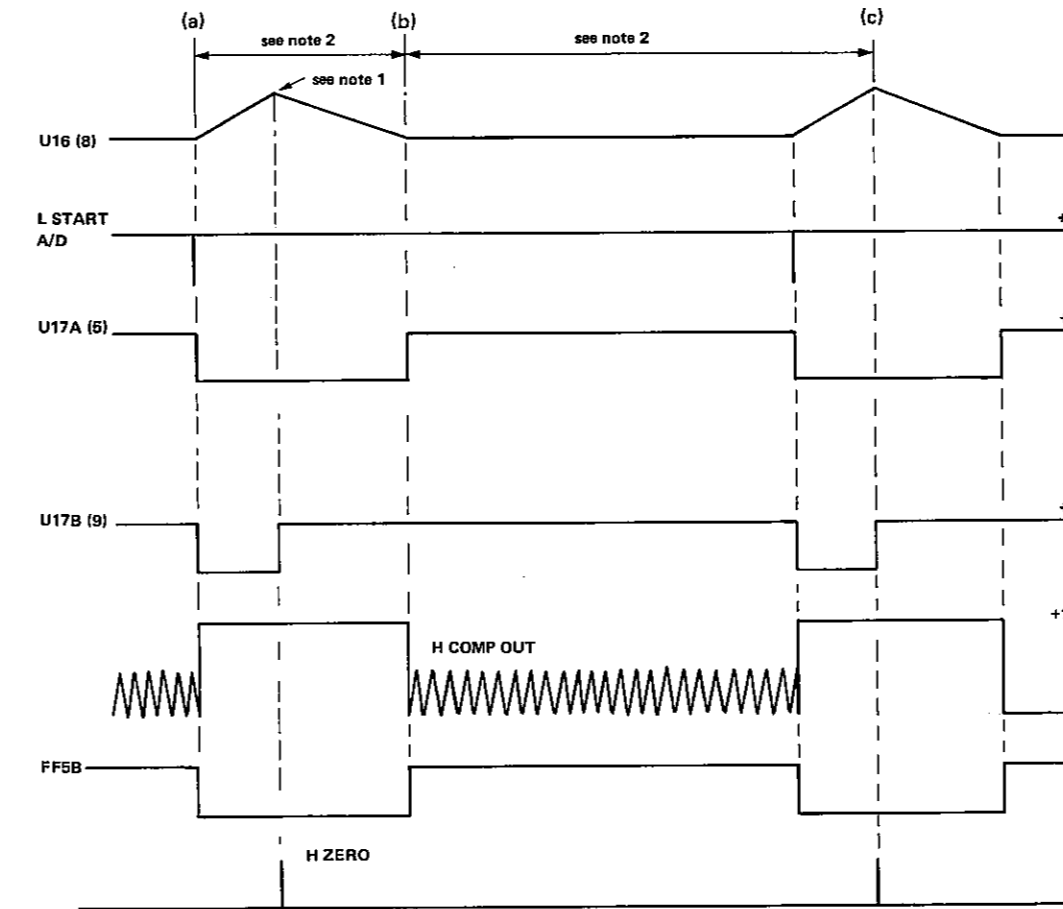 (a)
(b)
(c)
see note 2
see note 2
see note 1
U16 (8)
L START
A/D
U17A (5)
U17B (9)
H COMP OUT
FF5B
H ZERO